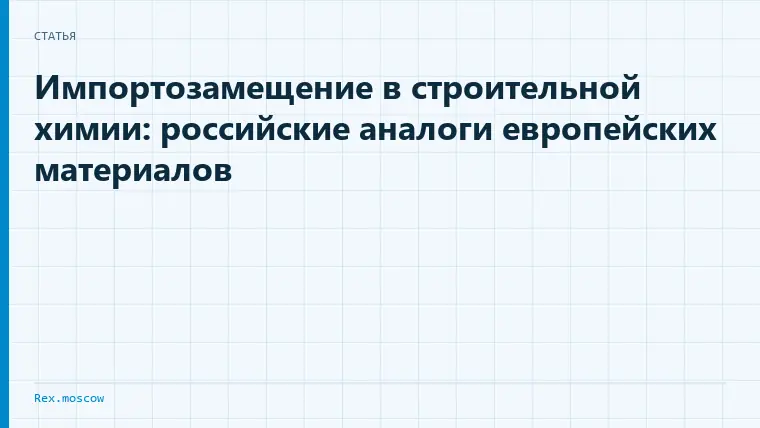 СТАТЬЯ
Импортозамещение в строительной
химии: российские аналоги европейских
материалов
Rex.moscow